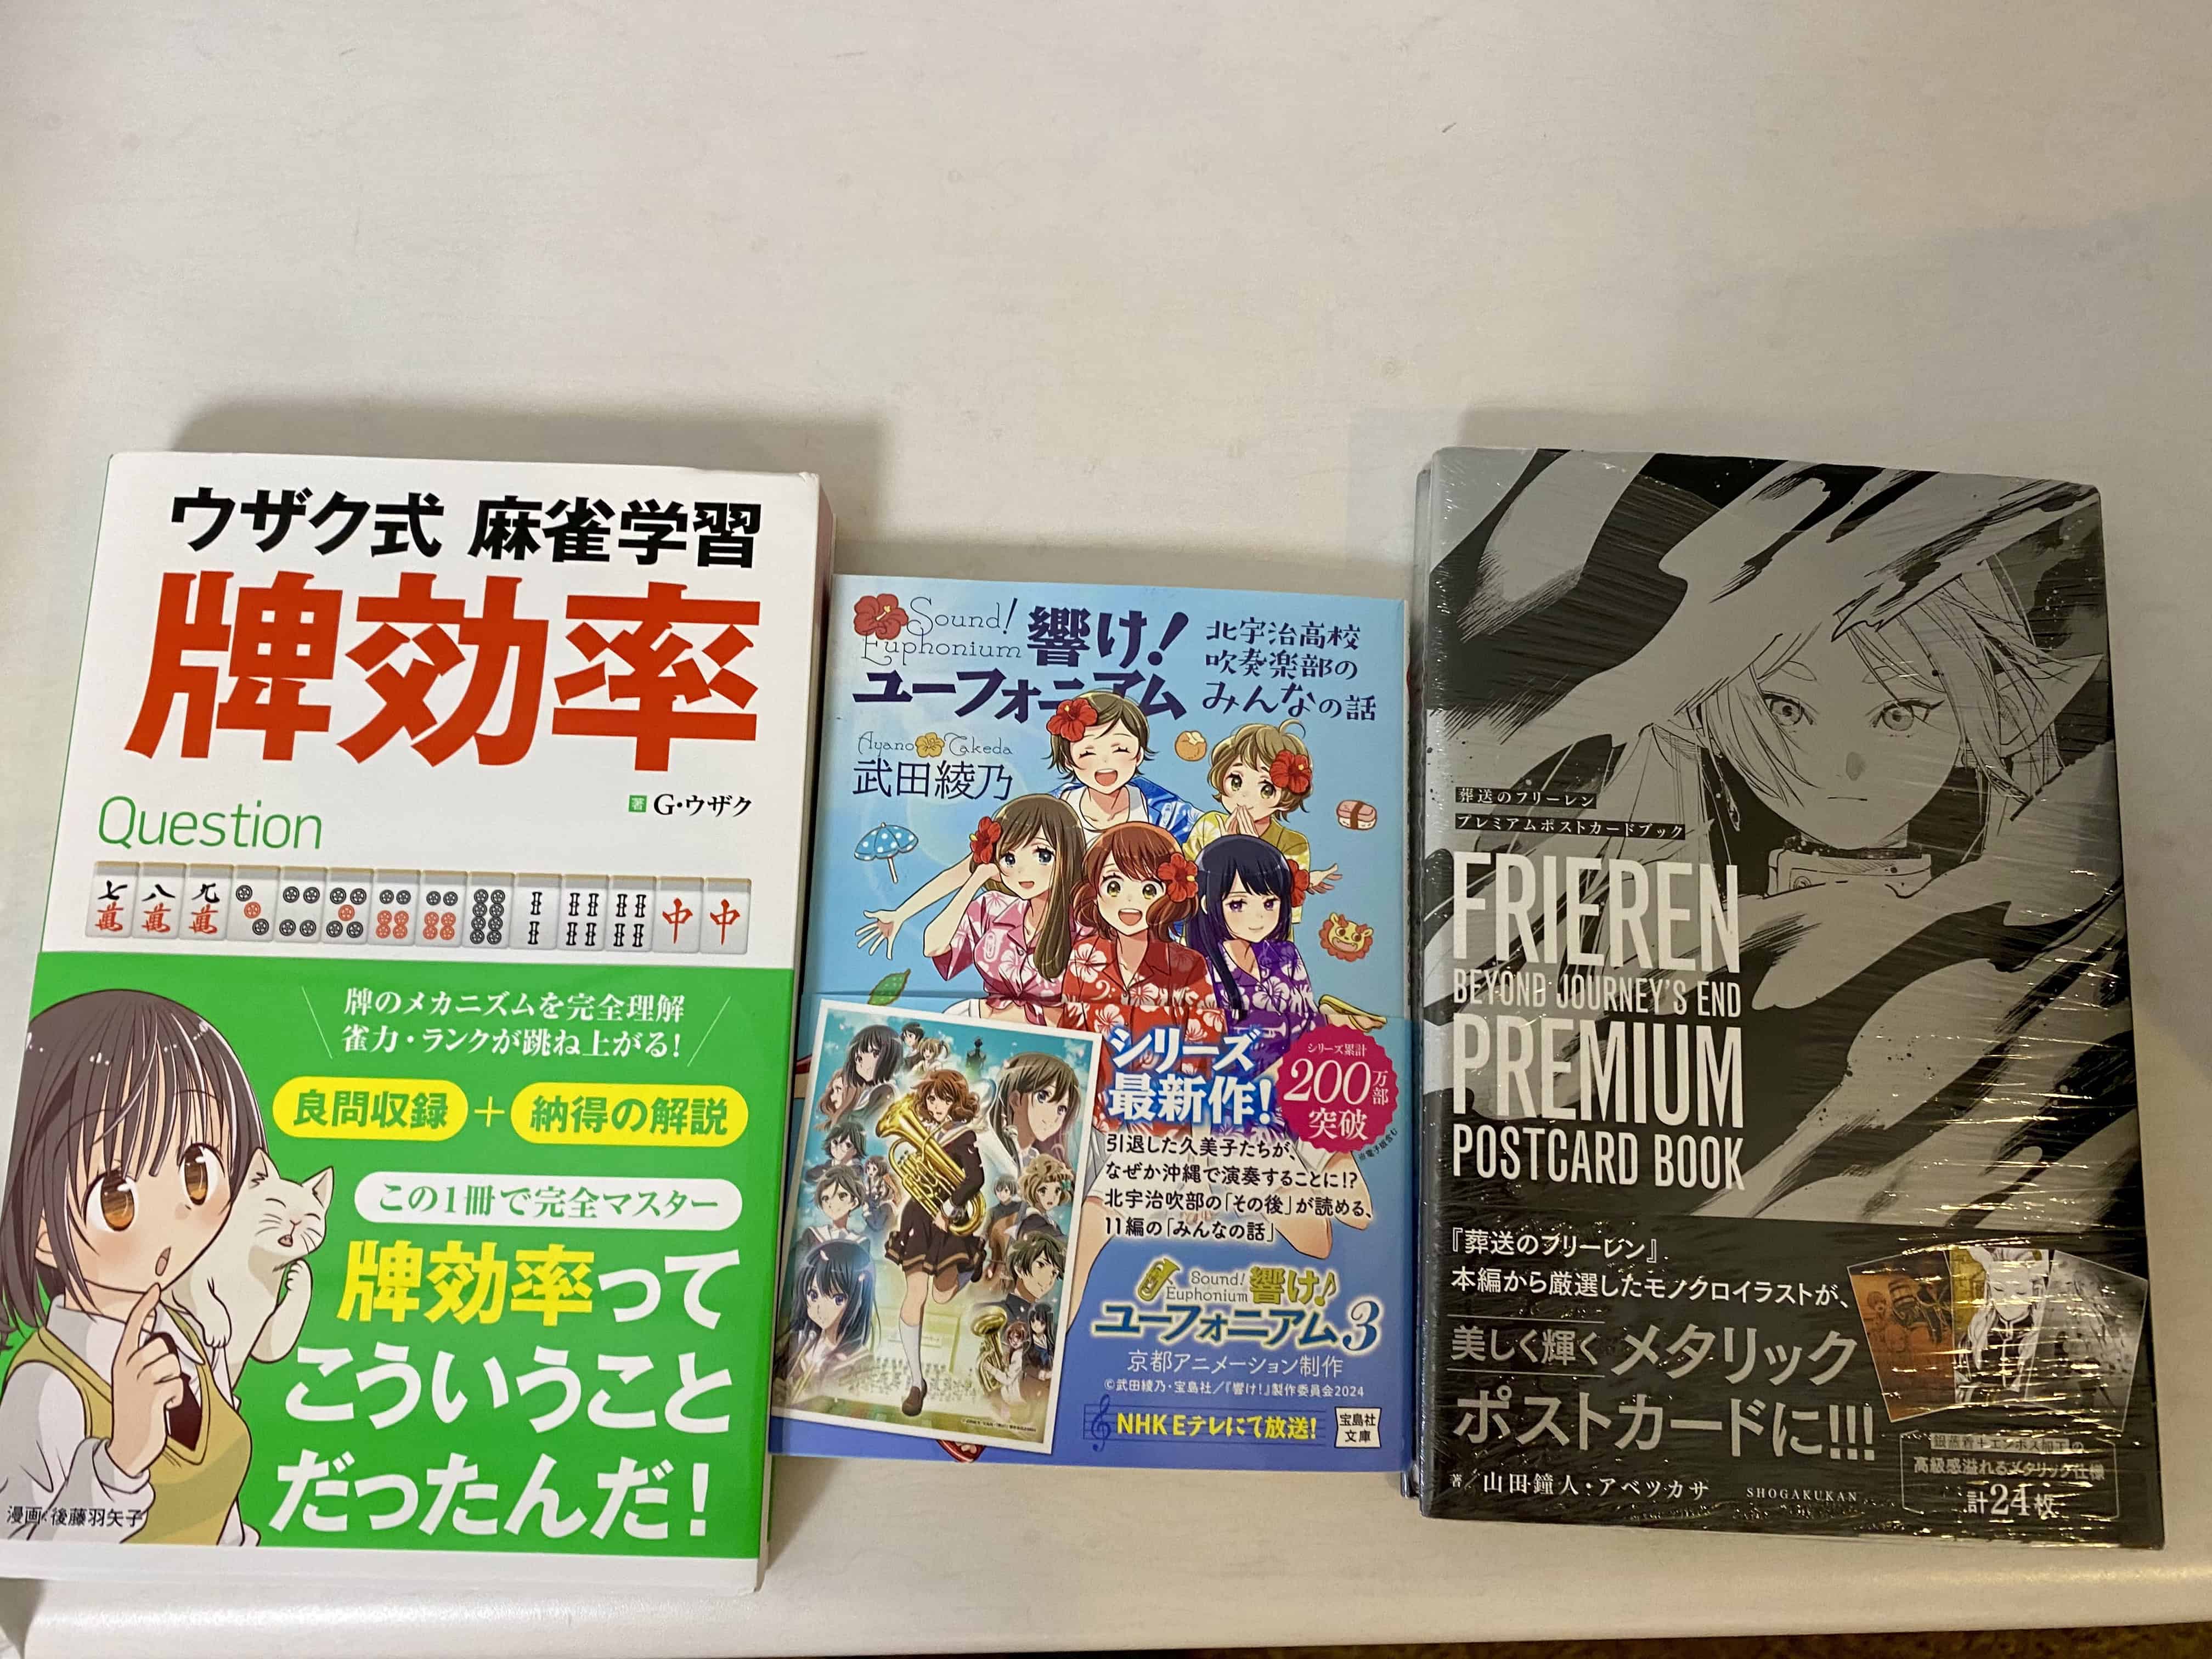 ウザク式 麻雀学習
牌効率
著 G・ウザク
Question
七萬 八萬 九萬 中 中
牌のメカニズムを完全理解
雀力・ランクが跳ね上がる!
良問収録+納得の解説
この1冊で完全マスター
牌効率って
こういうこと
だったんだ!
漫画:後藤羽矢子
Sound!
Euphonium
響け!
ユーフォニアム
北宇治高校
吹奏楽部の
みんなの話
Ayano Takeda
武田綾乃
シリーズ
最新作!
シリーズ累計
200万部
突破
※電子版含む
引退した久美子たちが、
なぜか沖縄で演奏することに!?
北宇治吹部の「その後」が読める、
11編の「みんなの話」
Sound!
Euphonium
響け!
ユーフォニアム3
京都アニメーション制作
©武田綾乃・宝島社/『響け!』製作委員会2024
NHK Eテレにて放送!
宝島社
文庫
葬送のフリーレン
プレミアムポストカードブック
FRIEREN
BEYOND JOURNEY'S END
PREMIUM
POSTCARD BOOK
『葬送のフリーレン』
本編から厳選したモノクロイラストが、
美しく輝くメタリック
ポストカードに!!!
銀蒸着+エンボス加工の
高級感溢れるメタリック仕様
計24枚
著/山田鐘人・アベツカサ
SHOGAKUKAN